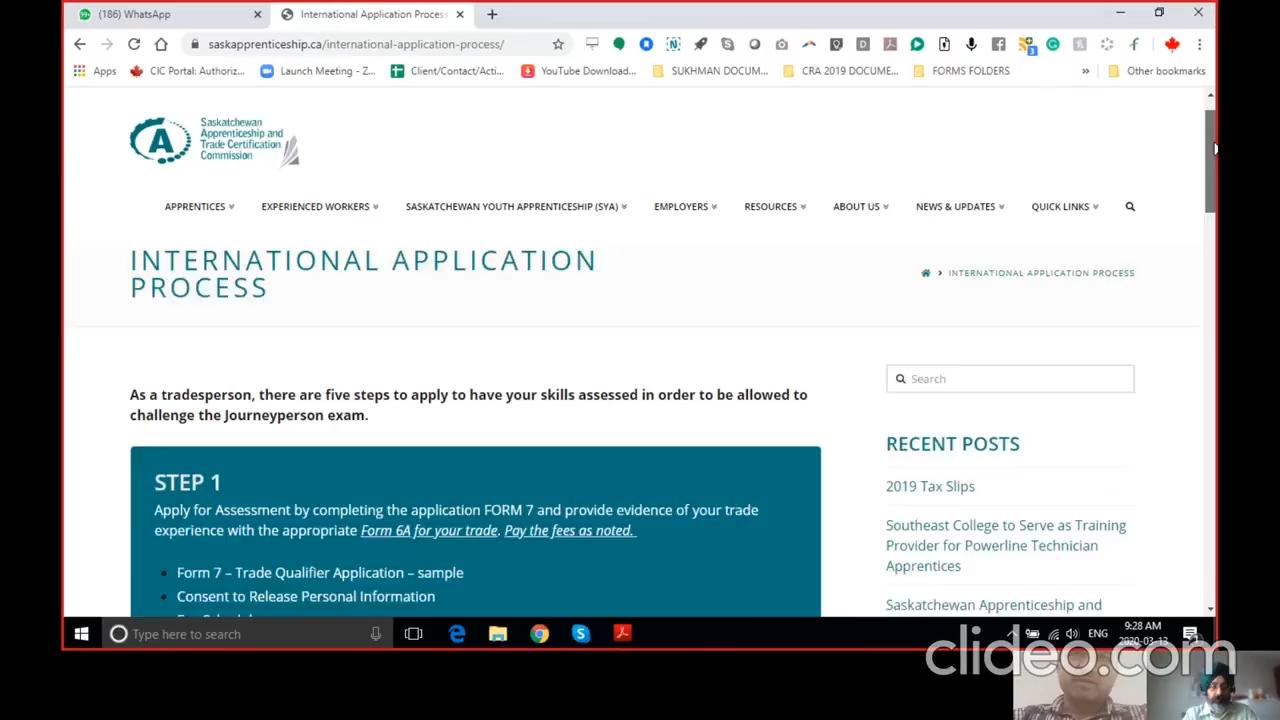 (186) WhatsApp
International Application Process
saskapprenticeship.ca/international-application-process/
Apps
CIC Portal: Authoriz...
Launch Meeting - Z...
Client/Contact/Acti...
YouTube Download...
SUKHMAN DOCUM...
CRA 2019 DOCUME...
FORMS FOLDERS
»
Other bookmarks
A
Saskatchewan
Apprenticeship and
Trade Certification
Commission
APPRENTICES
EXPERIENCED WORKERS
SASKATCHEWAN YOUTH APPRENTICESHIP (SYA)
EMPLOYERS
RESOURCES
ABOUT US
NEWS & UPDATES
QUICK LINKS
INTERNATIONAL APPLICATION
PROCESS
INTERNATIONAL APPLICATION PROCESS
As a tradesperson, there are five steps to apply to have your skills assessed in order to be allowed to
challenge the Journeyperson exam.
STEP 1
Apply for Assessment by completing the application FORM 7 and provide evidence of your trade
experience with the appropriate Form 6A for your trade. Pay the fees as noted.
Form 7 – Trade Qualifier Application – sample
Consent to Release Personal Information
Search
RECENT POSTS
2019 Tax Slips
Southeast College to Serve as Training
Provider for Powerline Technician
Apprentices
Saskatchewan Apprenticeship and
Type here to search
ENG
9:28 AM
2020-03-13
clideo.com